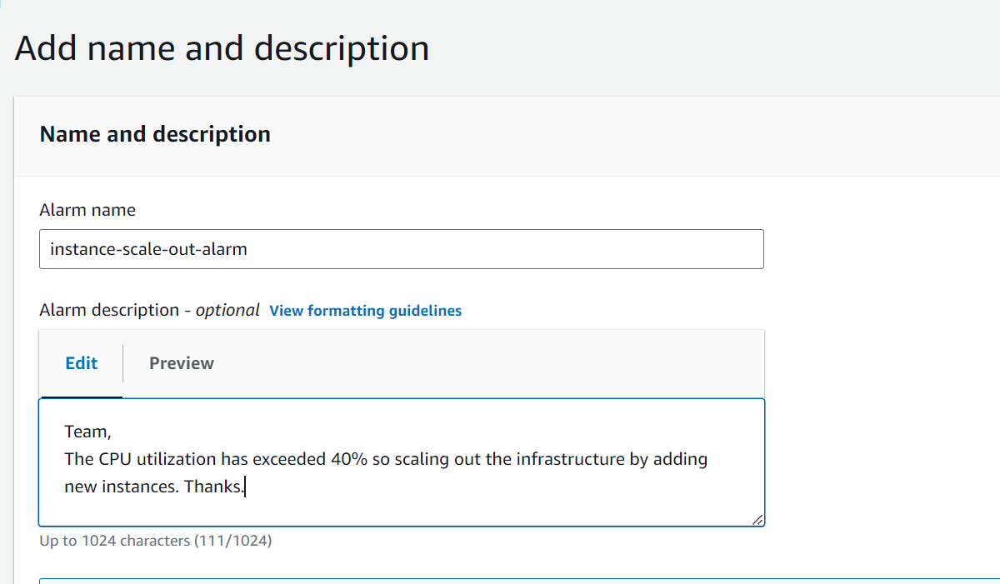 Add name and description
Name and description
Alarm name
instance-scale-out-alarm
Alarm description - optional View formatting guidelines
Edit Preview
Team,
The CPU utilization has exceeded 40% so scaling out the infrastructure by adding
new instances. Thanks.
Up to 1024 characters (111/1024)